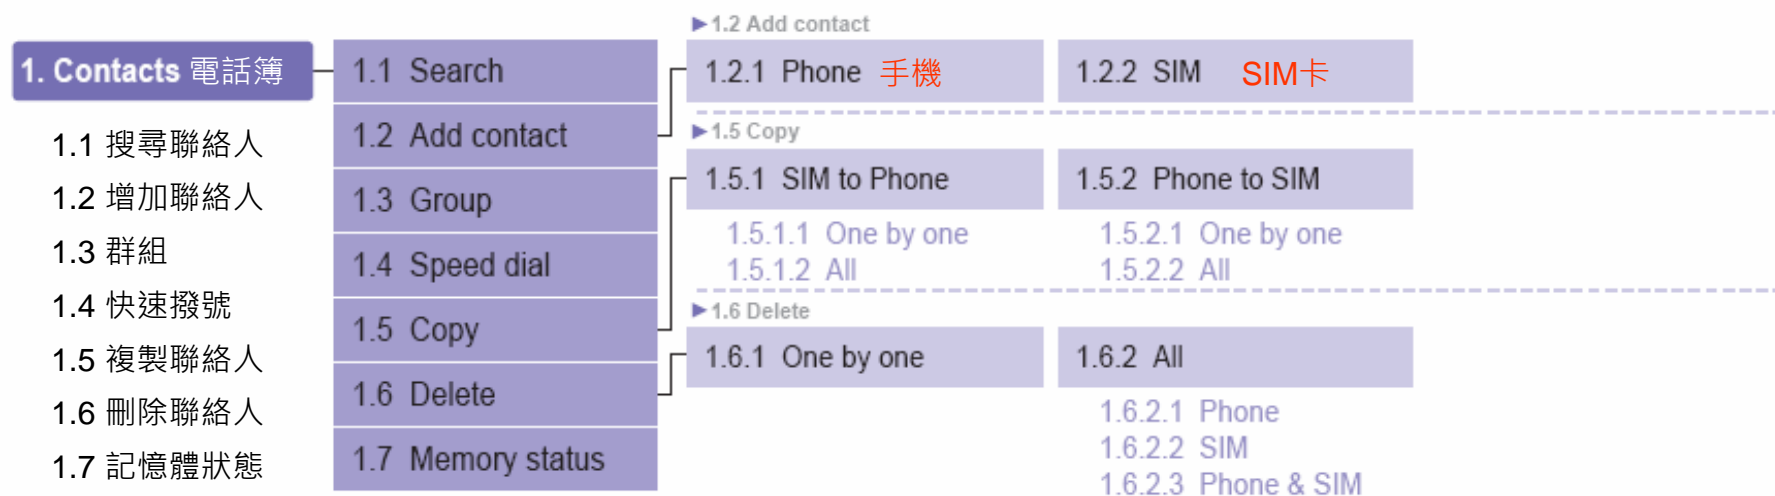 1. Contacts 電話簿
1.1 搜尋聯絡人
1.2 增加聯絡人
1.3 群組
1.4 快速撥號
1.5 複製聯絡人
1.6 刪除聯絡人
1.7 記憶體狀態
1.1 Search
1.2 Add contact
1.3 Group
1.4 Speed dial
1.5 Copy
1.6 Delete
1.7 Memory status
►1.2 Add contact
1.2.1 Phone 手機
1.2.2 SIM SIM卡
►1.5 Copy
1.5.1 SIM to Phone
1.5.1.1 One by one
1.5.1.2 All
1.5.2 Phone to SIM
1.5.2.1 One by one
1.5.2.2 All
►1.6 Delete
1.6.1 One by one
1.6.2 All
1.6.2.1 Phone
1.6.2.2 SIM
1.6.2.3 Phone & SIM